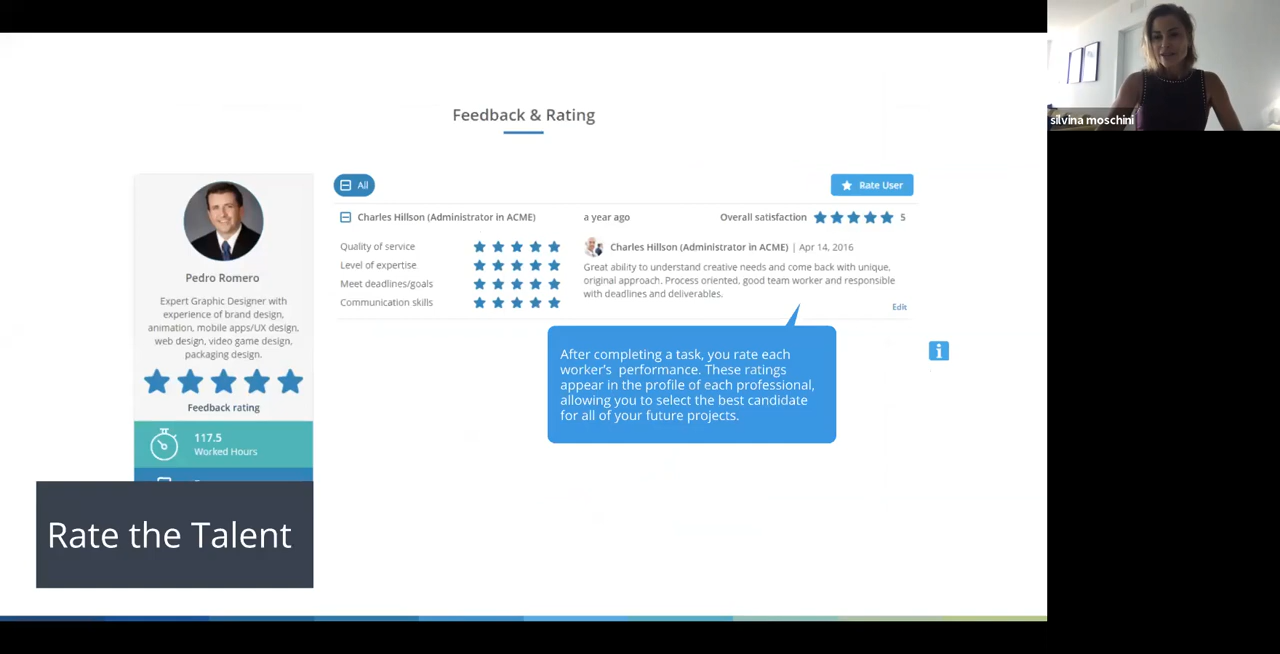 silvina moschini
Feedback & Rating
All
Rate User
Charles Hillson (Administrator in ACME)
a year ago
Overall satisfaction
5
Quality of service
Level of expertise
Meet deadlines/goals
Communication skills
Charles Hillson (Administrator in ACME) | Apr 14, 2016
Great ability to understand creative needs and come back with unique,
original approach. Process oriented, good team worker and responsible
with deadlines and deliverables.
Edit
Pedro Romero
Expert Graphic Designer with
experience of brand design,
animation, mobile apps/UX design,
web design, video game design,
packaging design.
Feedback rating
117.5
Worked Hours
After completing a task, you rate each
worker's performance. These ratings
appear in the profile of each professional,
allowing you to select the best candidate
for all of your future projects.
i
Rate the Talent